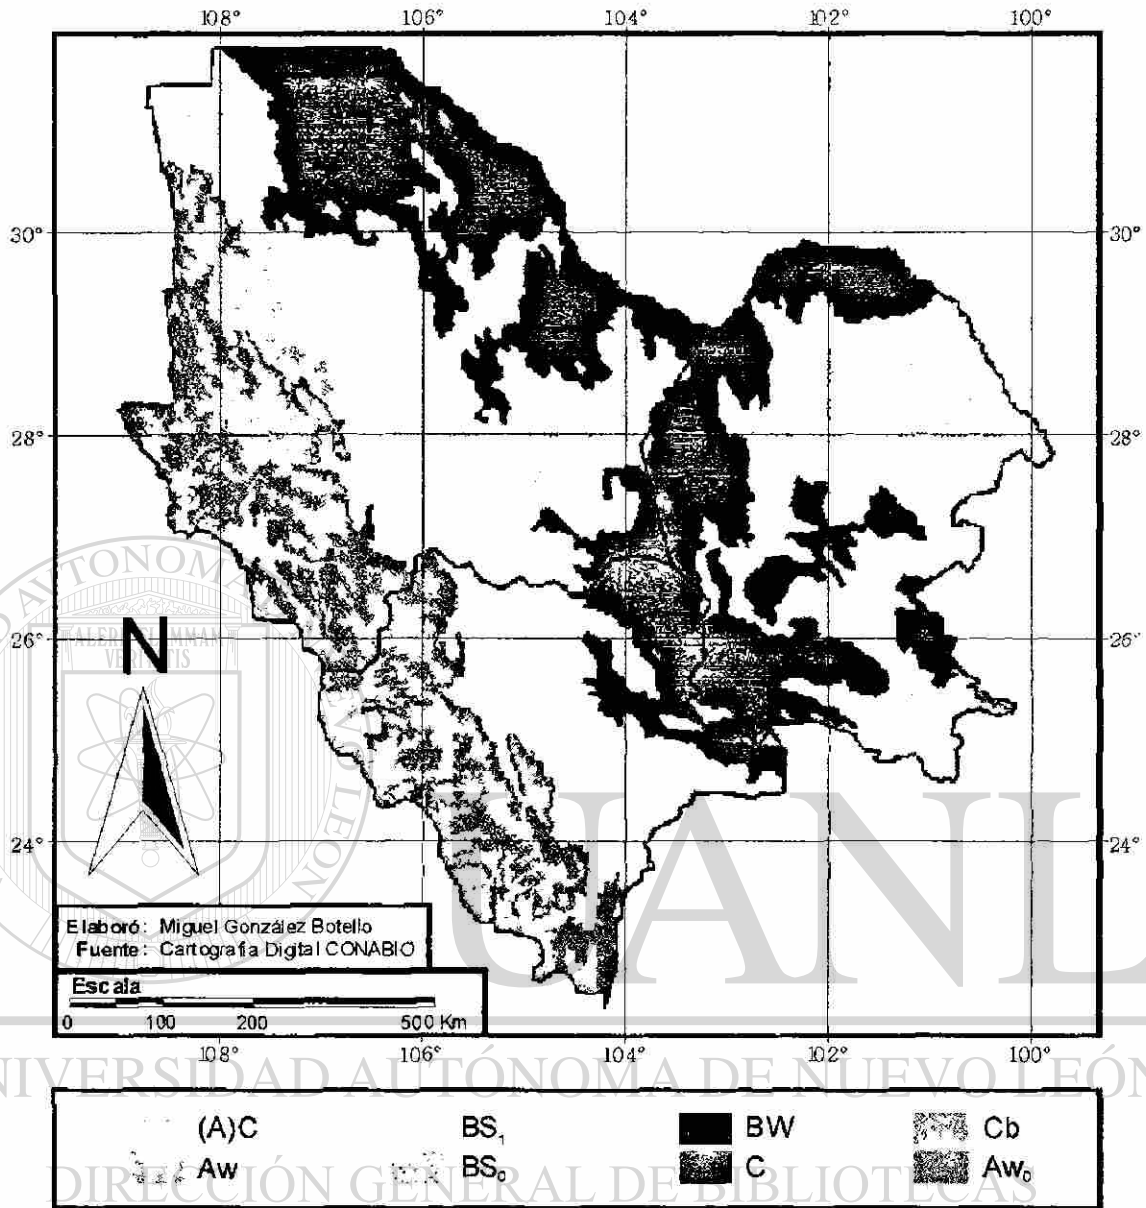 108° 106° 104° 102° 100°
30° 30°
28° 28°
26° 26°
24° 24°
N
Elaboró: Miguel González Botello
Fuente: Cartografía Digital CONABIO
Escala
0 100 200 500 Km
108° 106° 104° 102° 100°
UANL
UNIVERSIDAD AUTÓNOMA DE NUEVO LEÓN
(A)C BS₁ BW Cb
Aw BS₀ C Aw₀
DIRECCIÓN GENERAL DE BIBLIOTECAS